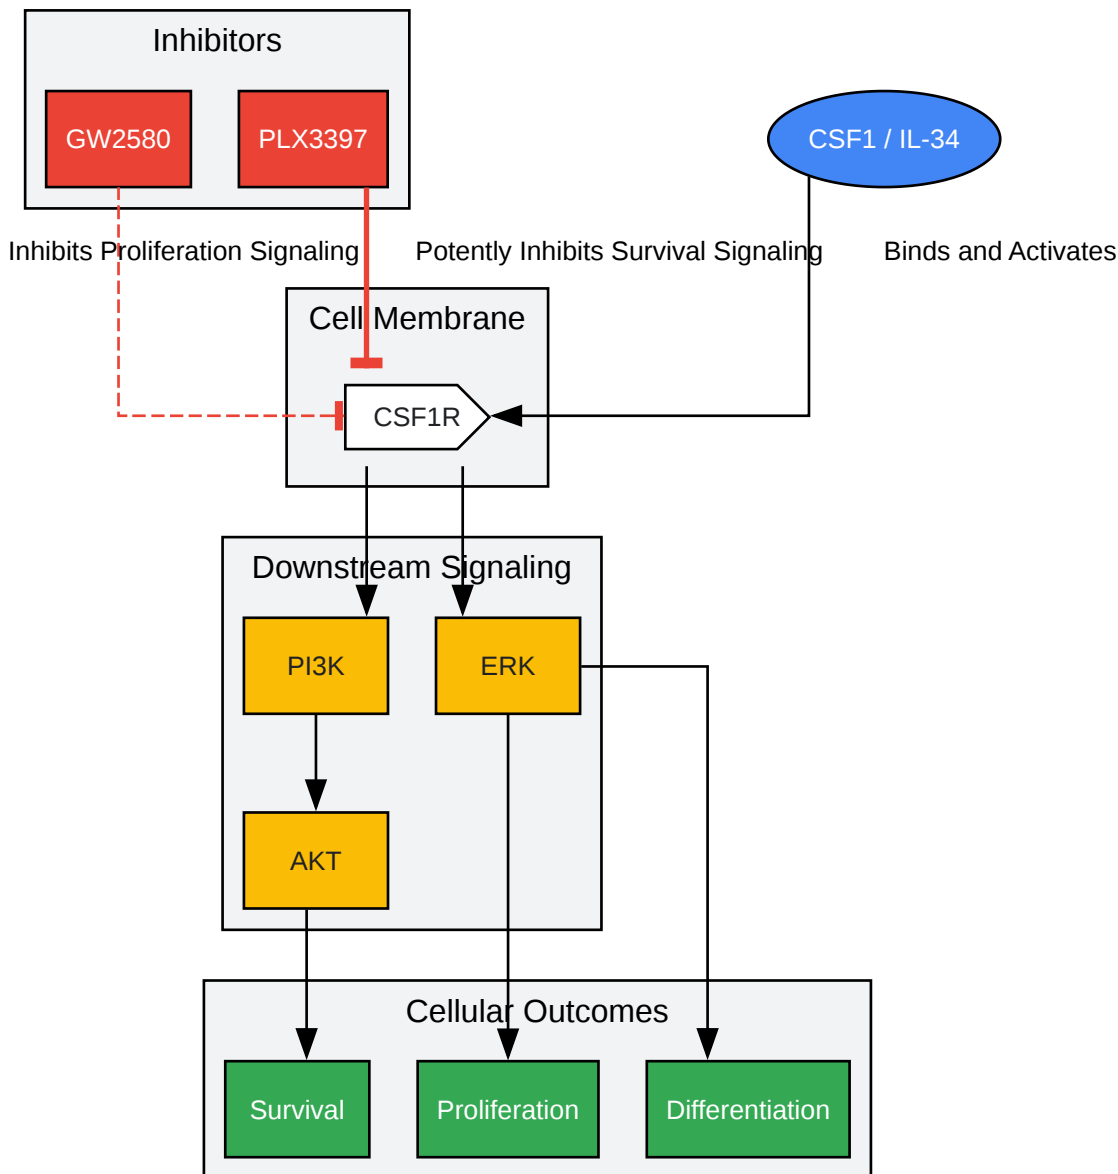 Inhibitors
GW2580
PLX3397
CSF1 / IL-34
Inhibits Proliferation Signaling
Potently Inhibits Survival Signaling
Binds and Activates
Cell Membrane
CSF1R
Downstream Signaling
PI3K
ERK
AKT
Cellular Outcomes
Survival
Proliferation
Differentiation